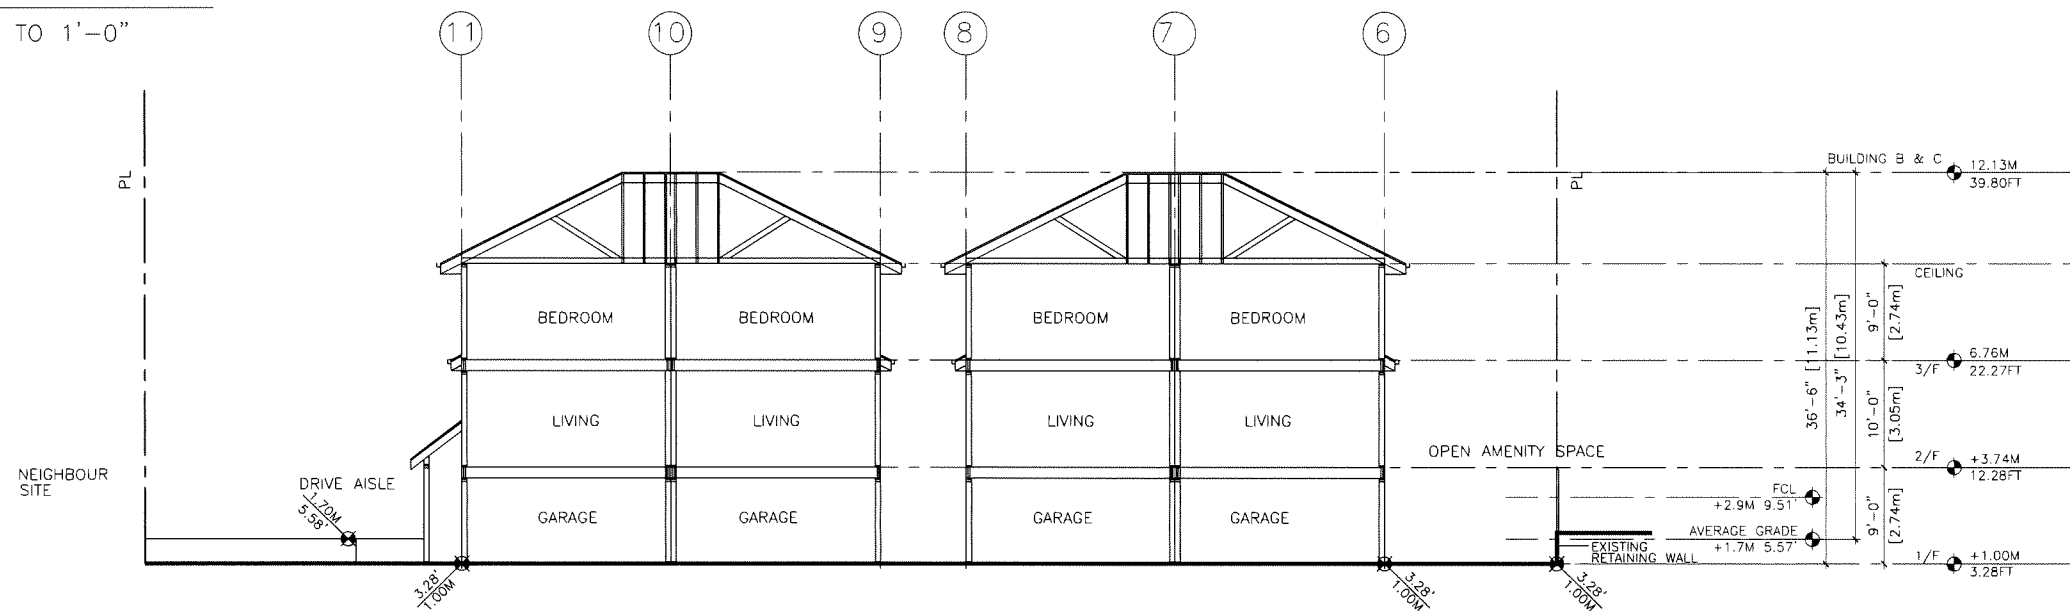 TO 1'-0"
11
10
9
8
7
6
PL
PL
BUILDING B & C
12.13M
39.80FT
CEILING
BEDROOM
BEDROOM
BEDROOM
BEDROOM
36'-6" [11.13m]
34'-3" [10.43m]
9'-0"
[2.74m]
6.76M
3/F
22.27FT
LIVING
LIVING
LIVING
LIVING
10'-0"
[3.05m]
OPEN AMENITY SPACE
2/F
+3.74M
12.28FT
NEIGHBOUR
SITE
DRIVE AISLE
1.70M
5.58'
GARAGE
GARAGE
GARAGE
GARAGE
FCL
+2.9M 9.51'
9'-0"
[2.74m]
AVERAGE GRADE
+1.7M 5.57'
EXISTING
RETAINING WALL
1/F
+1.00M
3.28FT
3.28'
1.00M
3.28'
1.00M
3.28'
1.00M